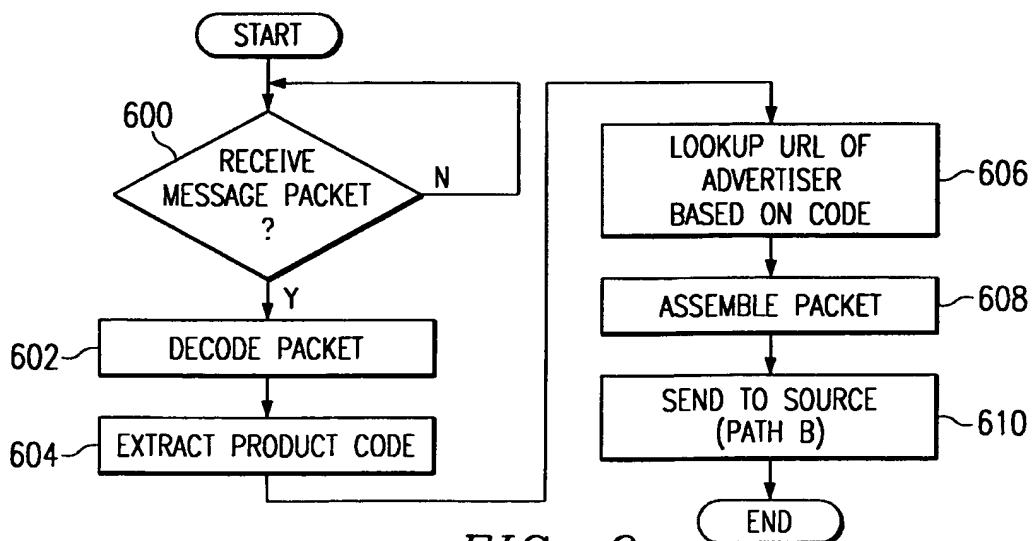 START
600
RECEIVE
MESSAGE PACKET
?
N
Y
602
DECODE PACKET
604
EXTRACT PRODUCT CODE
LOOKUP URL OF
ADVERTISER
BASED ON CODE
606
ASSEMBLE PACKET
608
SEND TO SOURCE
(PATH B)
610
END